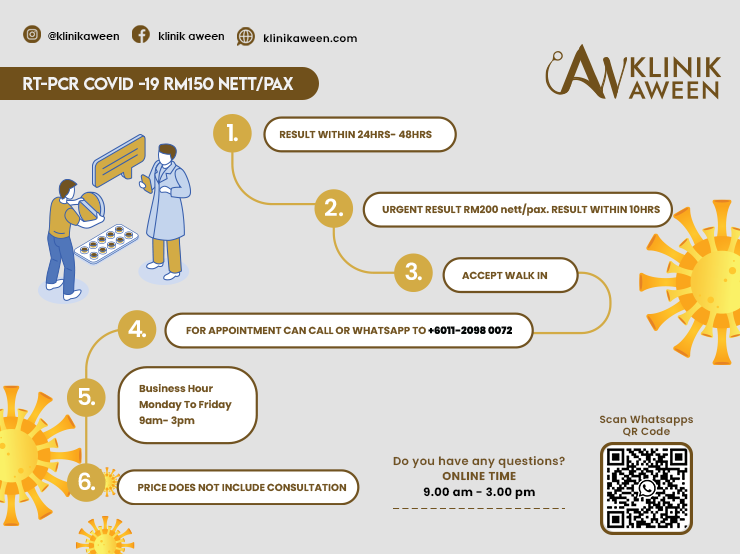 @klinikaween
klinik aween
klinikaween.com
KLINIK
AWEEN
RT-PCR COVID -19 RM150 NETT/PAX
1.
RESULT WITHIN 24HRS- 48HRS
2.
URGENT RESULT RM200 nett/pax. RESULT WITHIN 10HRS
3.
ACCEPT WALK IN
4.
FOR APPOINTMENT CAN CALL OR WHATSAPP TO +6011-2098 0072
5.
Business Hour
Monday To Friday
9am- 3pm
6.
PRICE DOES NOT INCLUDE CONSULTATION
Do you have any questions?
ONLINE TIME
9.00 am - 3.00 pm
Scan Whatsapps
QR Code